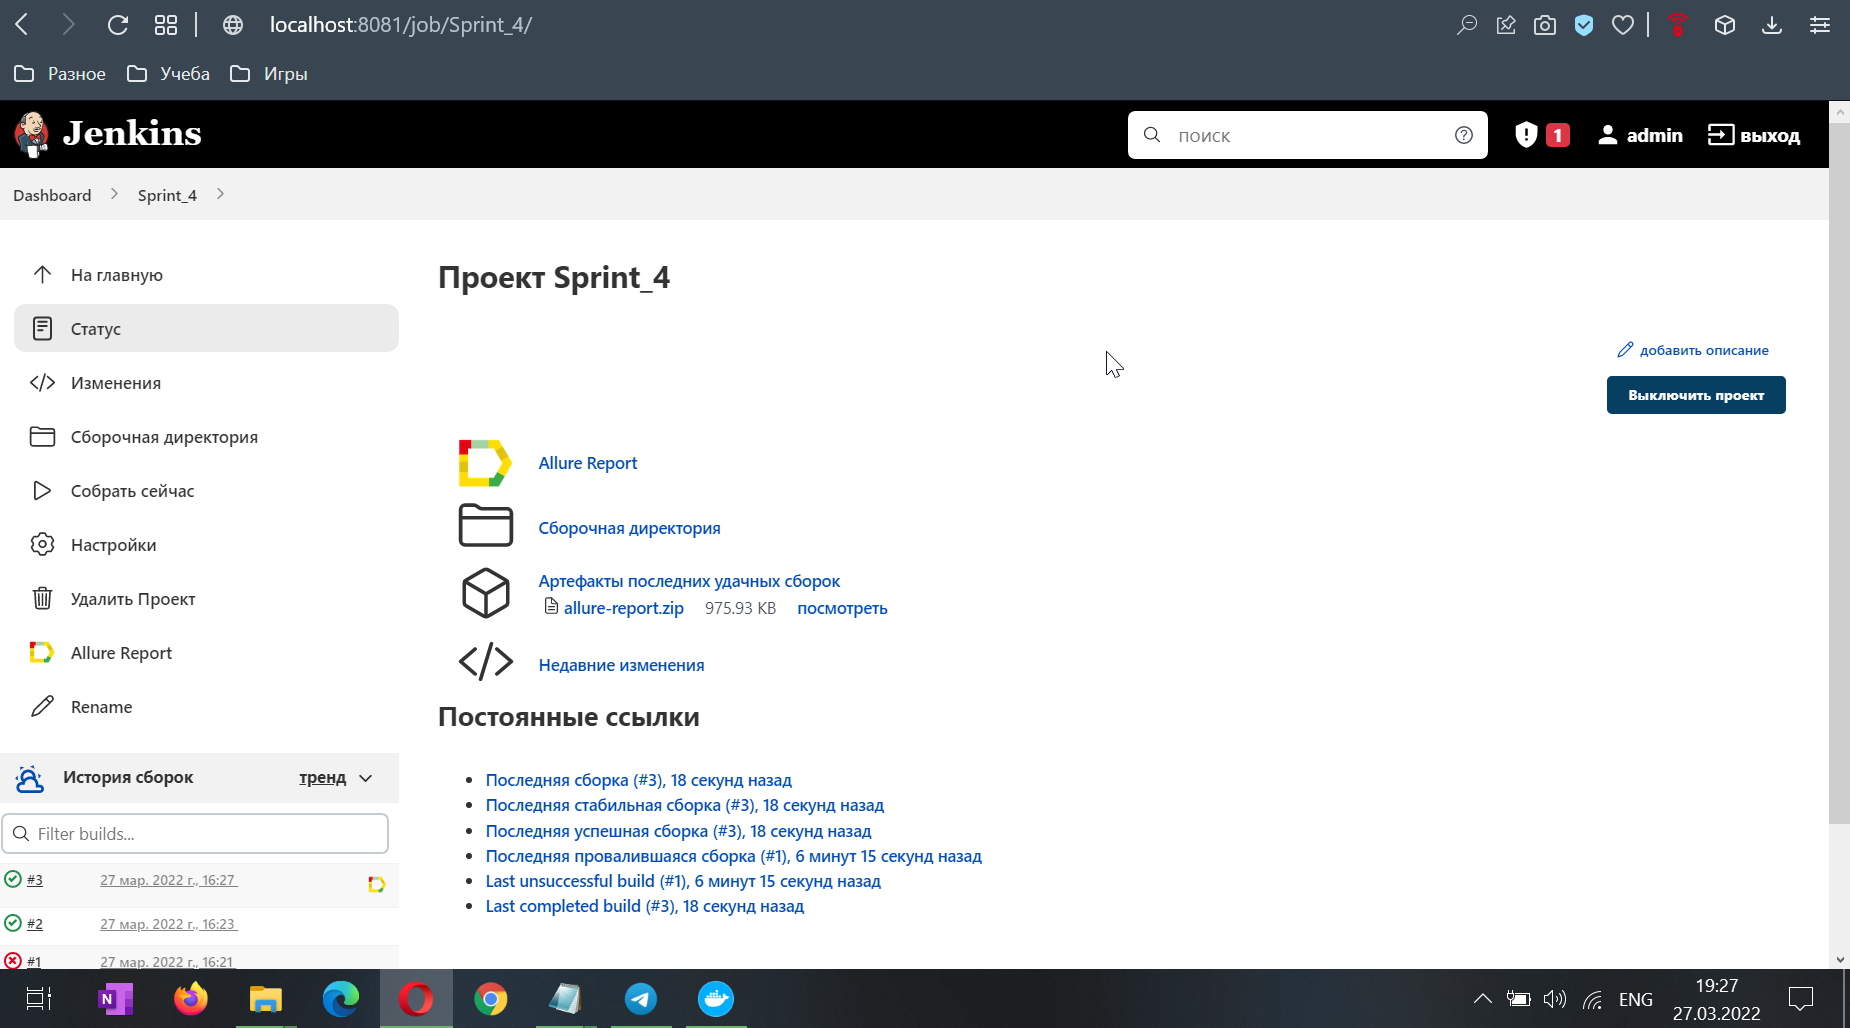 localhost:8081/job/Sprint_4/
Разное Учеба Игры
Jenkins
поиск
1
admin
выход
Dashboard Sprint_4
На главную
Статус
Изменения
Сборочная директория
Собрать сейчас
Настройки
Удалить Проект
Allure Report
Rename
История сборок тренд
Filter builds...
#3 27 мар. 2022 г., 16:27
#2 27 мар. 2022 г., 16:23
#1 27 мар. 2022 г., 16:21
Проект Sprint_4
добавить описание
Выключить проект
Allure Report
Сборочная директория
Артефакты последних удачных сборок
allure-report.zip 975.93 KB посмотреть
Недавние изменения
Постоянные ссылки
Последняя сборка (#3), 18 секунд назад
Последняя стабильная сборка (#3), 18 секунд назад
Последняя успешная сборка (#3), 18 секунд назад
Последняя провалившаяся сборка (#1), 6 минут 15 секунд назад
Last unsuccessful build (#1), 6 минут 15 секунд назад
Last completed build (#3), 18 секунд назад
N
ENG
19:27
27.03.2022